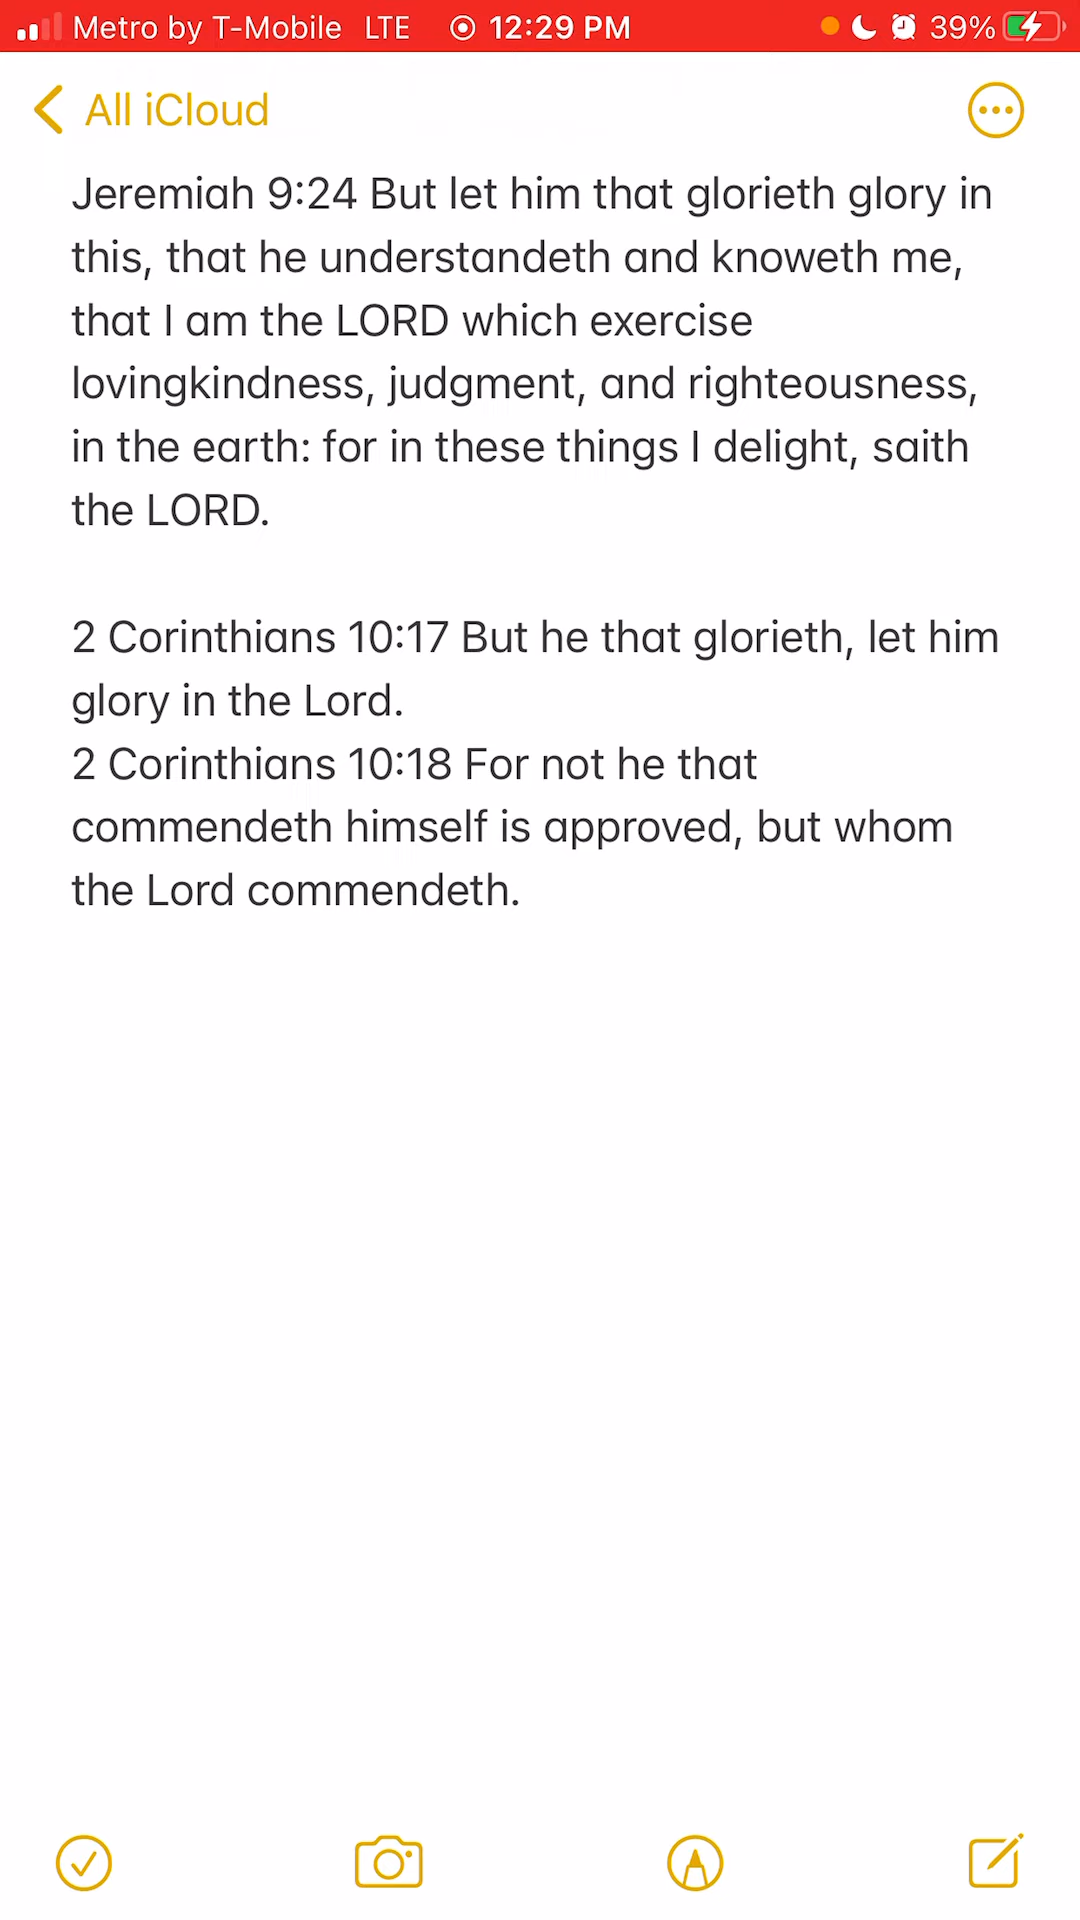 Metro by T-Mobile LTE 12:29 PM 39%
All iCloud
Jeremiah 9:24 But let him that glorieth glory in
this, that he understandeth and knoweth me,
that I am the LORD which exercise
lovingkindness, judgment, and righteousness,
in the earth: for in these things I delight, saith
the LORD.
2 Corinthians 10:17 But he that glorieth, let him
glory in the Lord.
2 Corinthians 10:18 For not he that
commendeth himself is approved, but whom
the Lord commendeth.